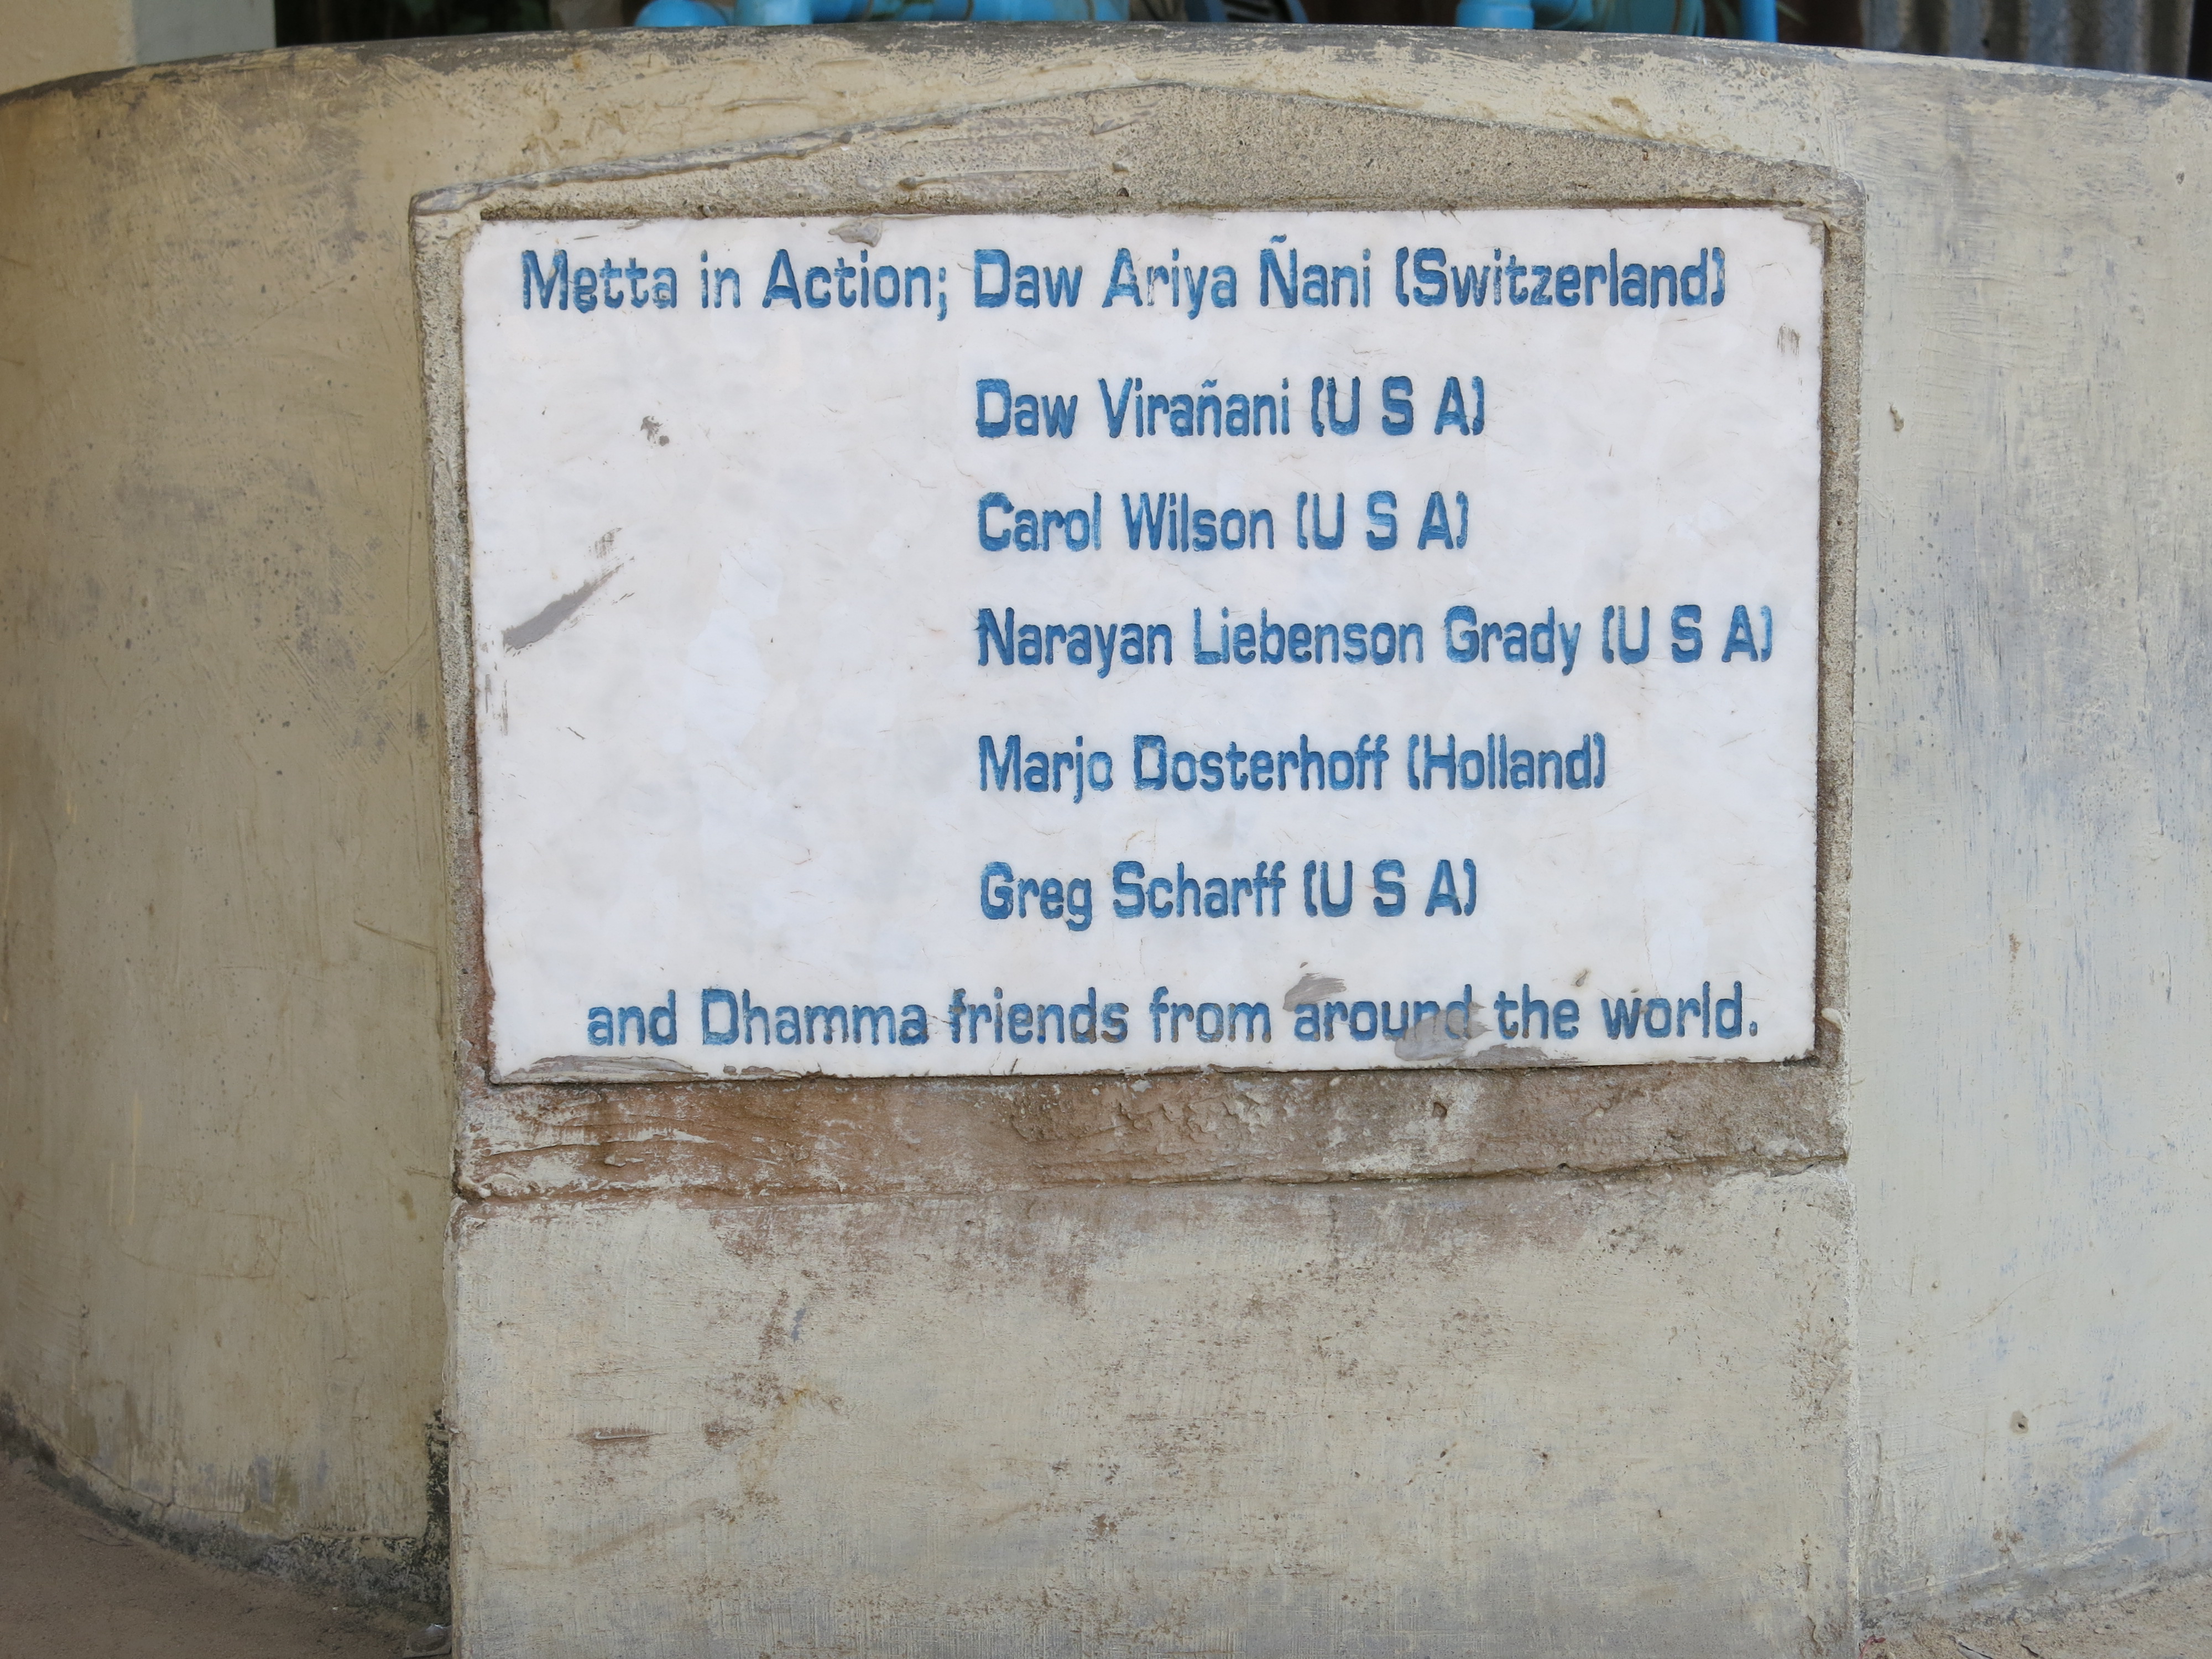 Metta in Action; Daw Ariya Ñani (Switzerland)
Daw Virañani (U S A)
Carol Wilson (U S A)
Narayan Liebenson Grady (U S A)
Marjo Oosterhoff (Holland)
Greg Scharff (U S A)
and Dhamma friends from around the world.